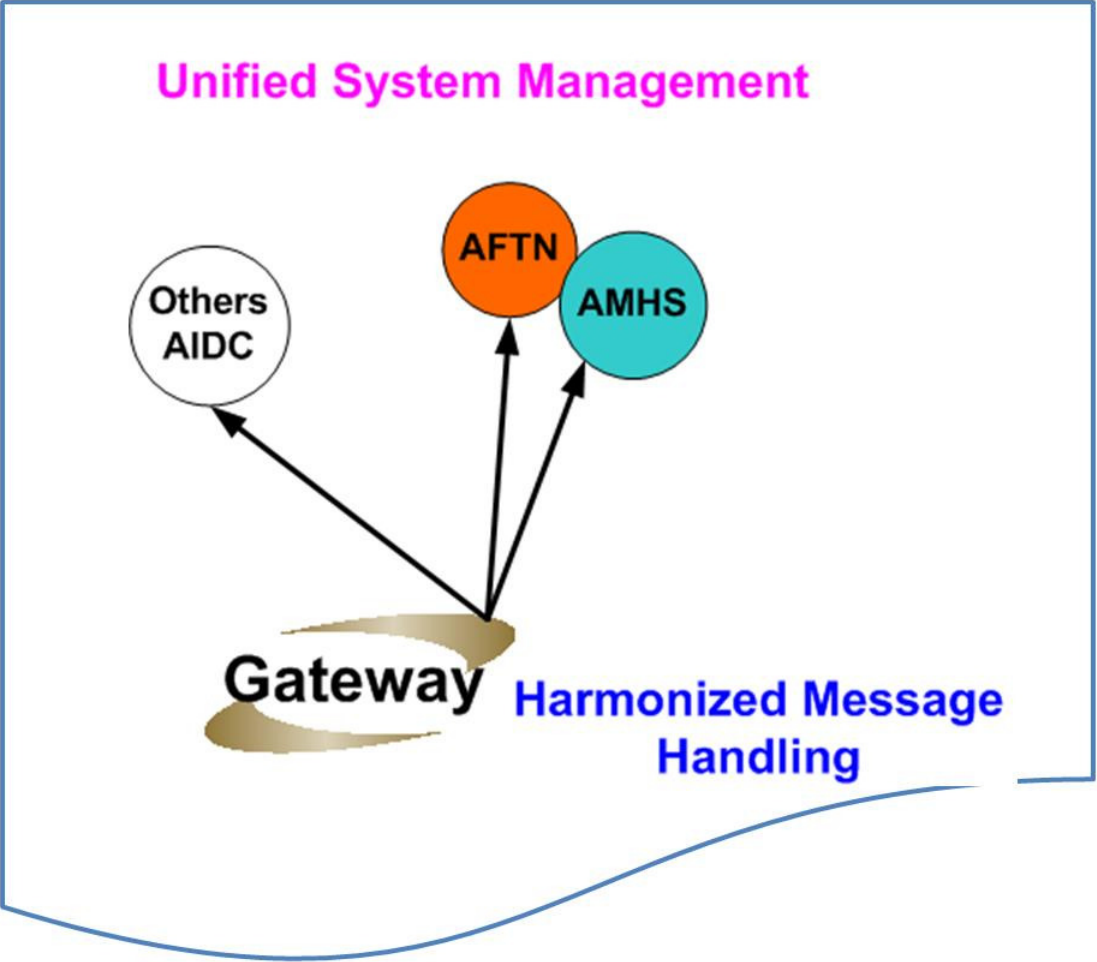 Unified System Management
AFTN
AMHS
Others
AIDC
Gateway
Harmonized Message
Handling